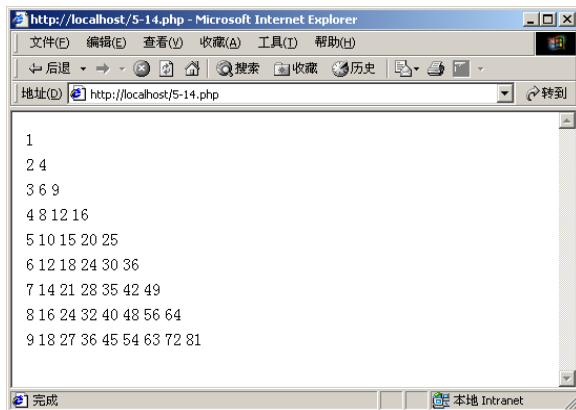 http://localhost/5-14.php - Microsoft Internet Explorer
文件(F) 编辑(E) 查看(V) 收藏(A) 工具(T) 帮助(H)
后退 搜索 收藏 历史
地址(D) http://localhost/5-14.php 转到
1
2 4
3 6 9
4 8 12 16
5 10 15 20 25
6 12 18 24 30 36
7 14 21 28 35 42 49
8 16 24 32 40 48 56 64
9 18 27 36 45 54 63 72 81
完成 本地 Intranet